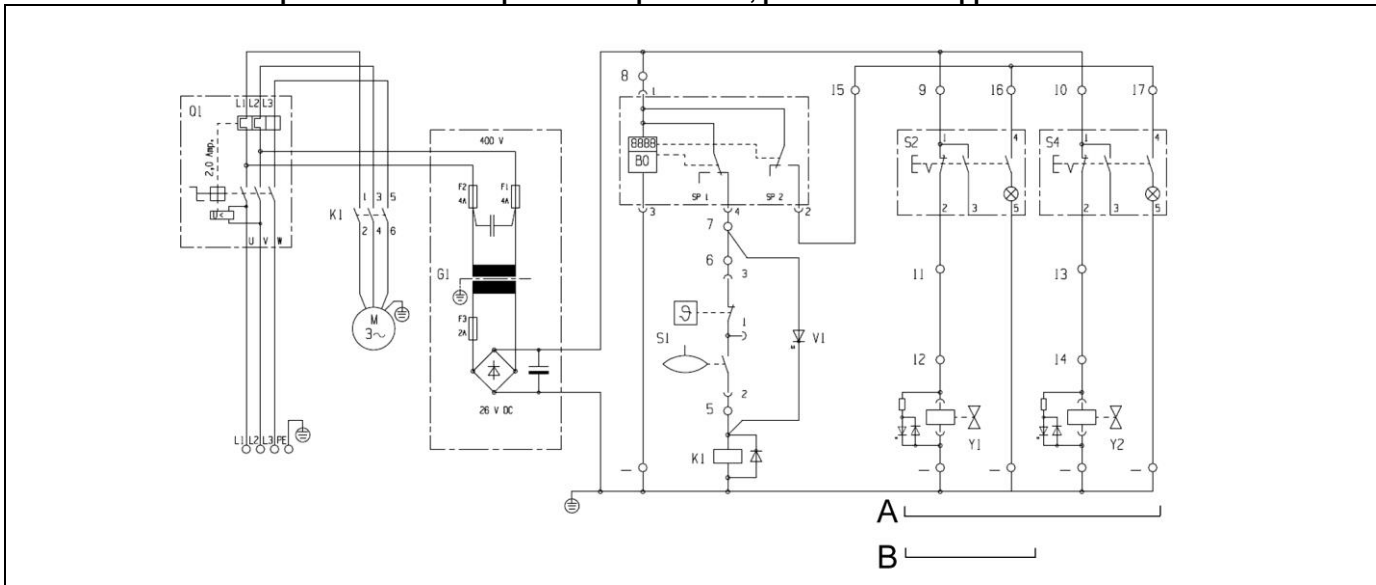 L1 L2 L3
Q1
2,0 Amp.
U<
U V W
L1 L2 L3 PE
K1
1 3 5
2 4 6
M
3~
400 V
F2
4A
F1
4A
G1
F3
2A
26 V DC
8
1
8888
B0
SP 1
SP 2
3
4
2
7
6
3
ϑ
1
S1
2
5
K1
V1
15
9
16
10
17
S2
1
4
2
3
5
S4
1
4
2
3
5
11
13
12
14
Y1
Y2
A
B